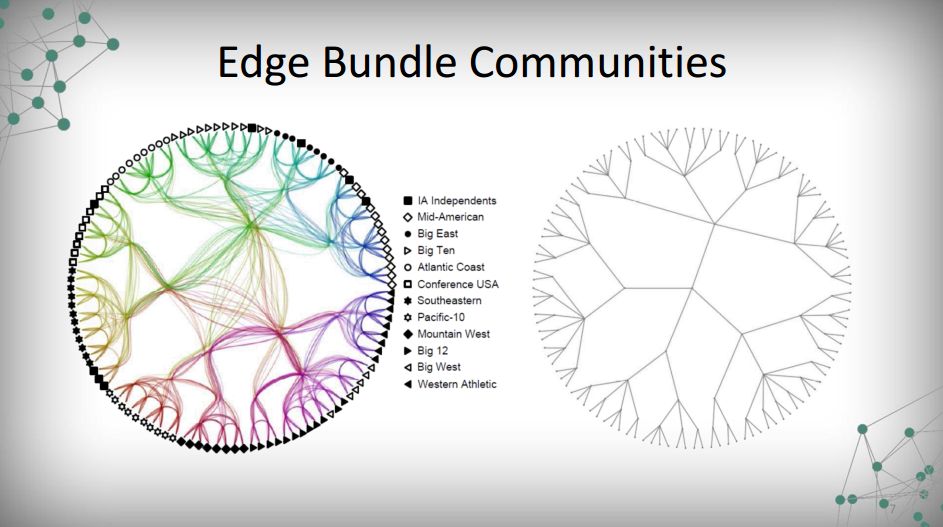 Edge Bundle Communities
IA Independents
Mid-American
Big East
Big Ten
Atlantic Coast
Conference USA
Southeastern
Pacific-10
Mountain West
Big 12
Big West
Western Athletic
7